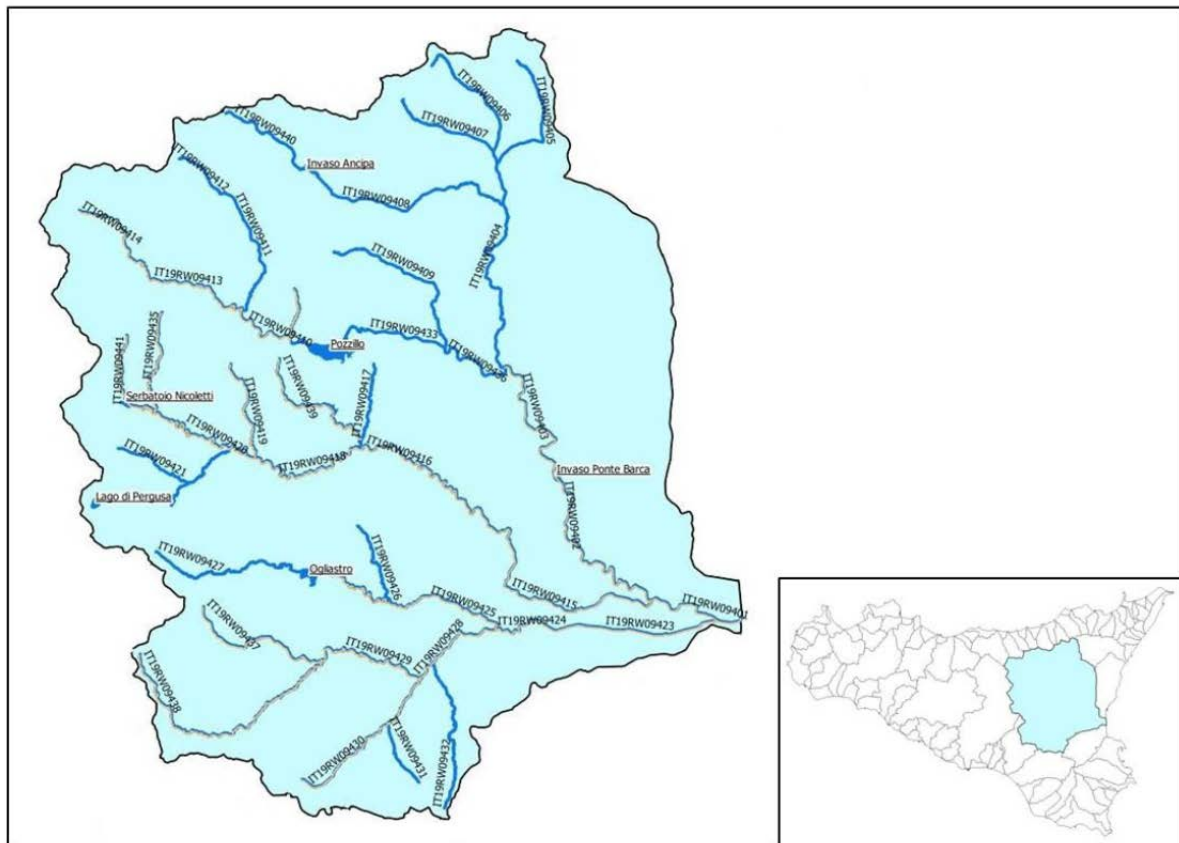 IT19RW09406
IT19RW09405
IT19RW09407
IT19RW09440
Invaso Ancipa
IT19RW09412
IT19RW09408
IT19RW09411
IT19RW09414
IT19RW09404
IT19RW09409
IT19RW09413
IT19RW09410
IT19RW09433
Pozzillo
IT19RW09435
IT19RW09441
IT19RW09436
IT19RW09417
IT19RW09439
Serbatoio Nicoletti
IT19RW09419
IT19RW09403
IT19RW09420
IT19RW09416
IT19RW09418
IT19RW09421
Invaso Ponte Barca
Lago di Pergusa
IT19RW09402
IT19RW09427
Ogliastro
IT19RW09426
IT19RW09415
IT19RW09401
IT19RW09425
IT19RW09424
IT19RW09423
IT19RW09437
IT19RW09428
IT19RW09429
IT19RW09438
IT19RW09430
IT19RW09431
IT19RW09432